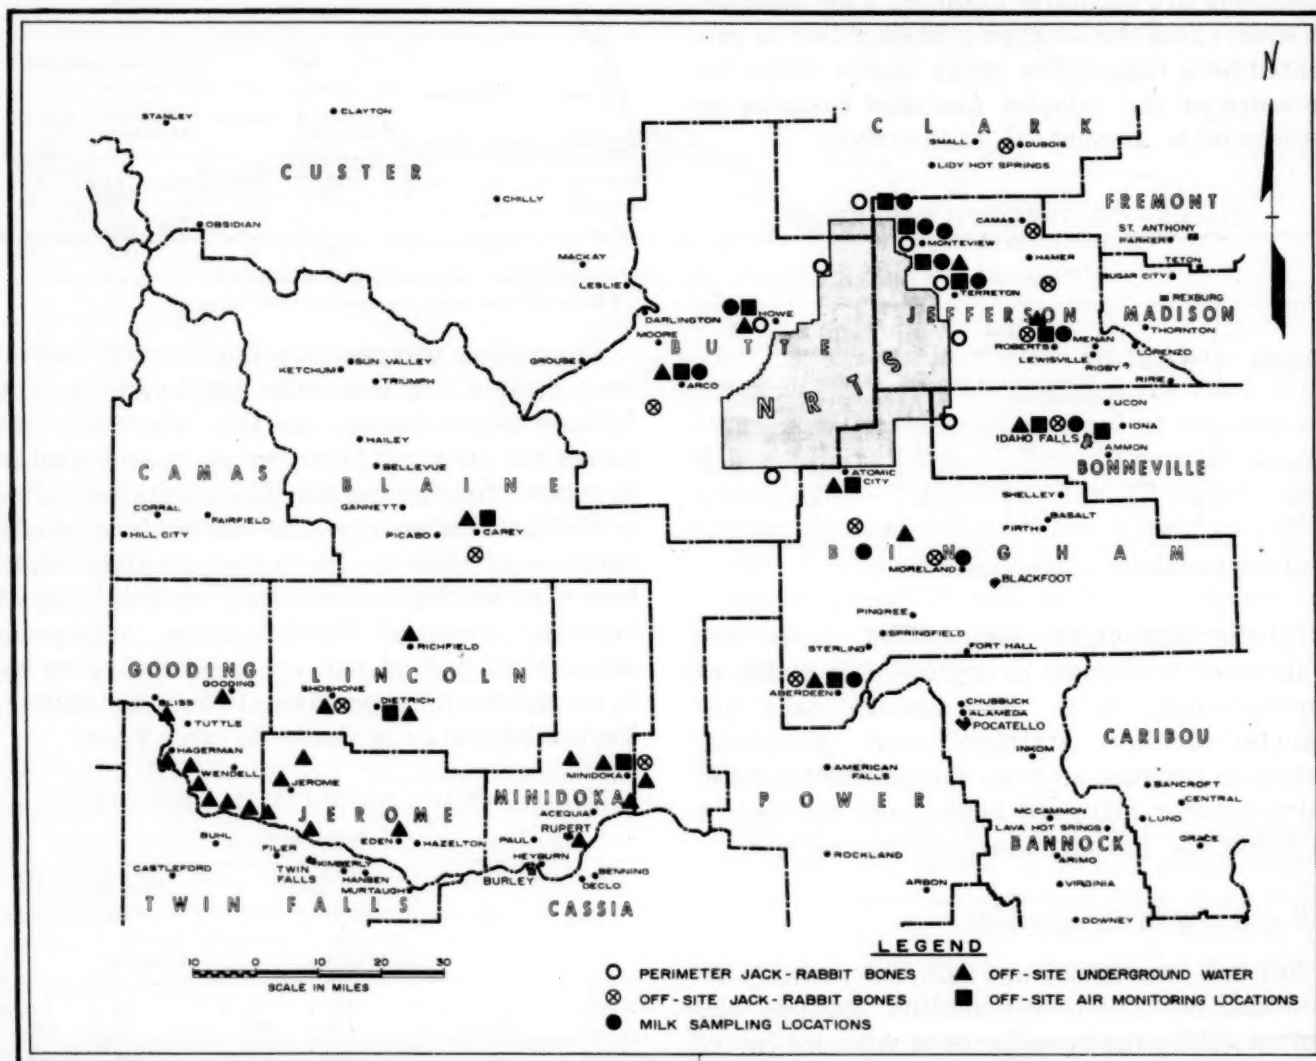 N
STANLEY
CLAYTON
CUSTER
CHILLY
OBSIDIAN
MACKAY
LESLIE
DARLINGTON
MOORE
HOWE
BUTTE
ARCO
GROUSE
CLARK
SMALL
DUBOIS
LIDY HOT SPRINGS
CAMAS
MONTEVIEW
HAMER
TERRETON
JEFFERSON
ROBERTS
MENAN
LEWISVILLE
RIGBY
RIRIE
LORENZO
FREMONT
ST. ANTHONY
PARKER
TETON
SUGAR CITY
REXBURG
MADISON
THORNTON
NRTS
KETCHUM
SUN VALLEY
TRIUMPH
HAILEY
BELLEVUE
CAMAS
BLAINE
GANNETT
CORRAL
FAIRFIELD
HILL CITY
PICABO
CAREY
UCON
IONA
IDAHO FALLS
AMMON
BONNEVILLE
ATOMIC CITY
SHELLEY
BASALT
FIRTH
BINGHAM
MORELAND
BLACKFOOT
PINGREE
SPRINGFIELD
STERLING
FORT HALL
ABERDEEN
GOODING
GOODING
BLISS
TUTTLE
HAGERMAN
WENDELL
LINCOLN
RICHFIELD
SHOSHONE
DIETRICH
JEROME
JEROME
EDEN
HAZELTON
MINIDOKA
MINIDOKA
ACEQUIA
RUPERT
PAUL
HEYBURN
BURLEY
BENNING
DECLO
CASSIA
BUHL
FILER
CASTLEFORD
TWIN FALLS
KIMBERLY
HANSEN
MURTAUGH
TWIN FALLS
CHUBBUCK
ALAMEDA
POCATELLO
INKOM
AMERICAN FALLS
POWER
ROCKLAND
ARBON
CARIBOU
BANCROFT
CENTRAL
LUND
GRACE
MCCAMMON
LAVA HOT SPRINGS
BANNOCK
ARIMO
VIRGINIA
DOWNEY
10 0 10 20 30
SCALE IN MILES
LEGEND
PERIMETER JACK-RABBIT BONES
OFF-SITE JACK-RABBIT BONES
MILK SAMPLING LOCATIONS
OFF-SITE UNDERGROUND WATER
OFF-SITE AIR MONITORING LOCATIONS